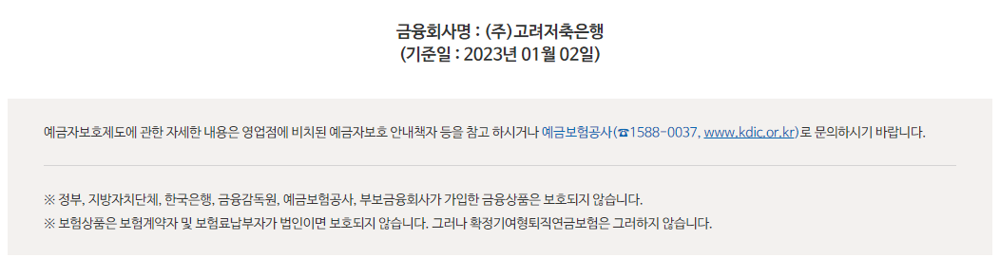 금융회사명 : (주)고려저축은행
(기준일 : 2023년 01월 02일)
예금자보호제도에 관한 자세한 내용은 영업점에 비치된 예금자보호 안내책자 등을 참고 하시거나 예금보험공사(☎1588-0037, www.kdic.or.kr)로 문의하시기 바랍니다.
※ 정부, 지방자치단체, 한국은행, 금융감독원, 예금보험공사, 부보금융회사가 가입한 금융상품은 보호되지 않습니다.
※ 보험상품은 보험계약자 및 보험료납부자가 법인이면 보호되지 않습니다. 그러나 확정기여형퇴직연금보험은 그러하지 않습니다.